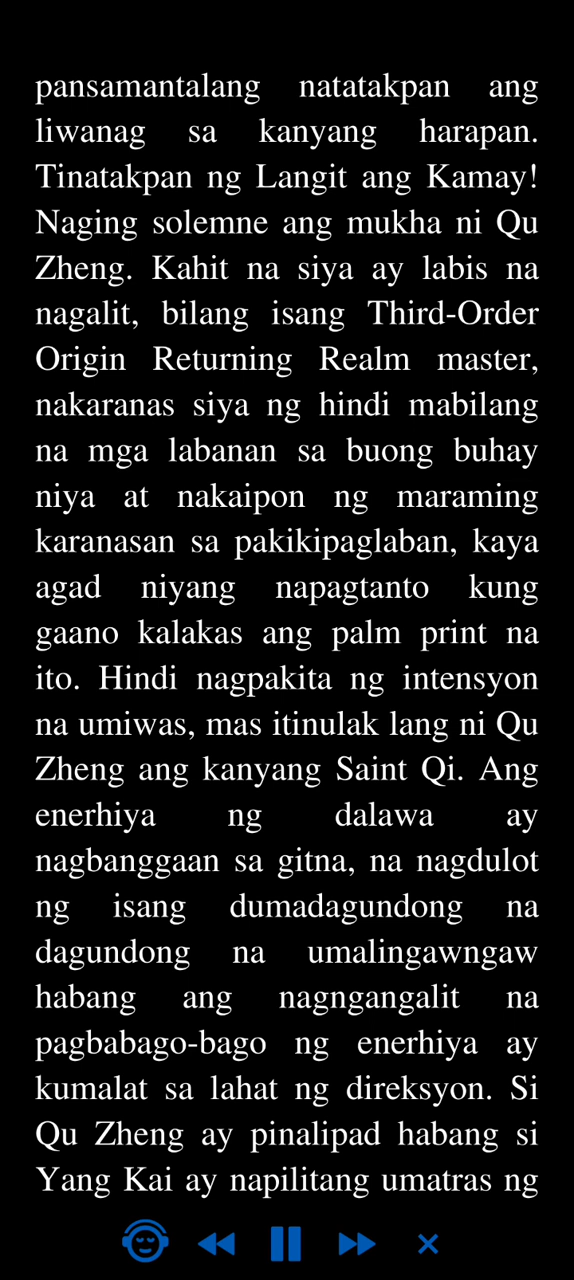 pansamantalang natatakpan ang
liwanag sa kanyang harapan.
Tinatakpan ng Langit ang Kamay!
Naging solemne ang mukha ni Qu
Zheng. Kahit na siya ay labis na
nagalit, bilang isang Third-Order
Origin Returning Realm master,
nakaranas siya ng hindi mabilang
na mga labanan sa buong buhay
niya at nakaipon ng maraming
karanasan sa pakikipaglaban, kaya
agad niyang napagtanto kung
gaano kalakas ang palm print na
ito. Hindi nagpakita ng intensyon
na umiwas, mas itinulak lang ni Qu
Zheng ang kanyang Saint Qi. Ang
enerhiya ng dalawa ay
nagbanggaan sa gitna, na nagdulot
ng isang dumadagundong na
dagundong na umalingawngaw
habang ang nagngangalit na
pagbabago-bago ng enerhiya ay
kumalat sa lahat ng direksyon. Si
Qu Zheng ay pinalipad habang si
Yang Kai ay napilitang umatras ng